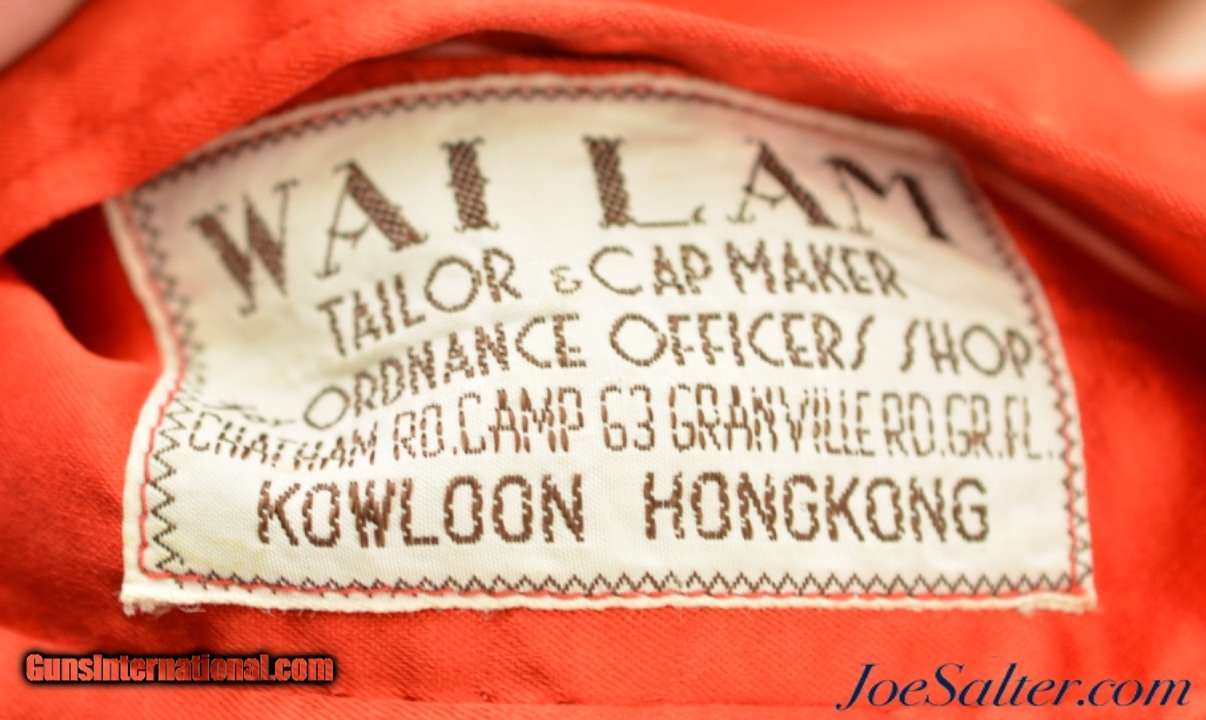 WAI LAM
TAILOR & CAP MAKER
ORDNANCE OFFICERS SHOP
CHATHAM RD. CAMP 63 GRANVILLE RD. GR. FL.
KOWLOON HONGKONG
GunsInternational.com
JoeSalter.com